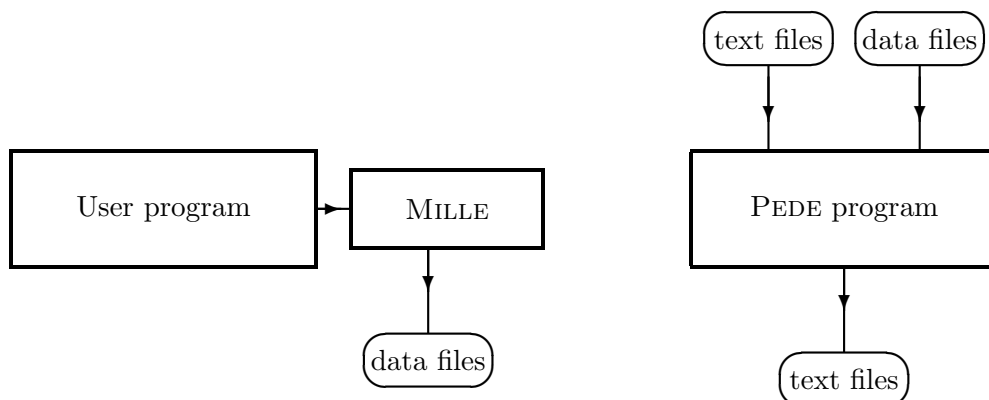 text files
data files
User program
MILLE
PEDE program
data files
text files